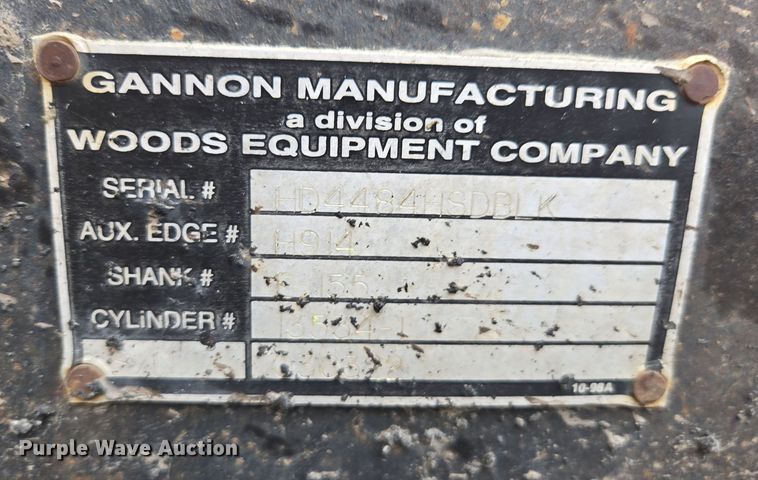 GANNON MANUFACTURING
a division of
WOODS EQUIPMENT COMPANY
SERIAL # HD4484HSDBLK
AUX. EDGE # H914
SHANK #
CYLINDER #
10-98A
Purple Wave Auction